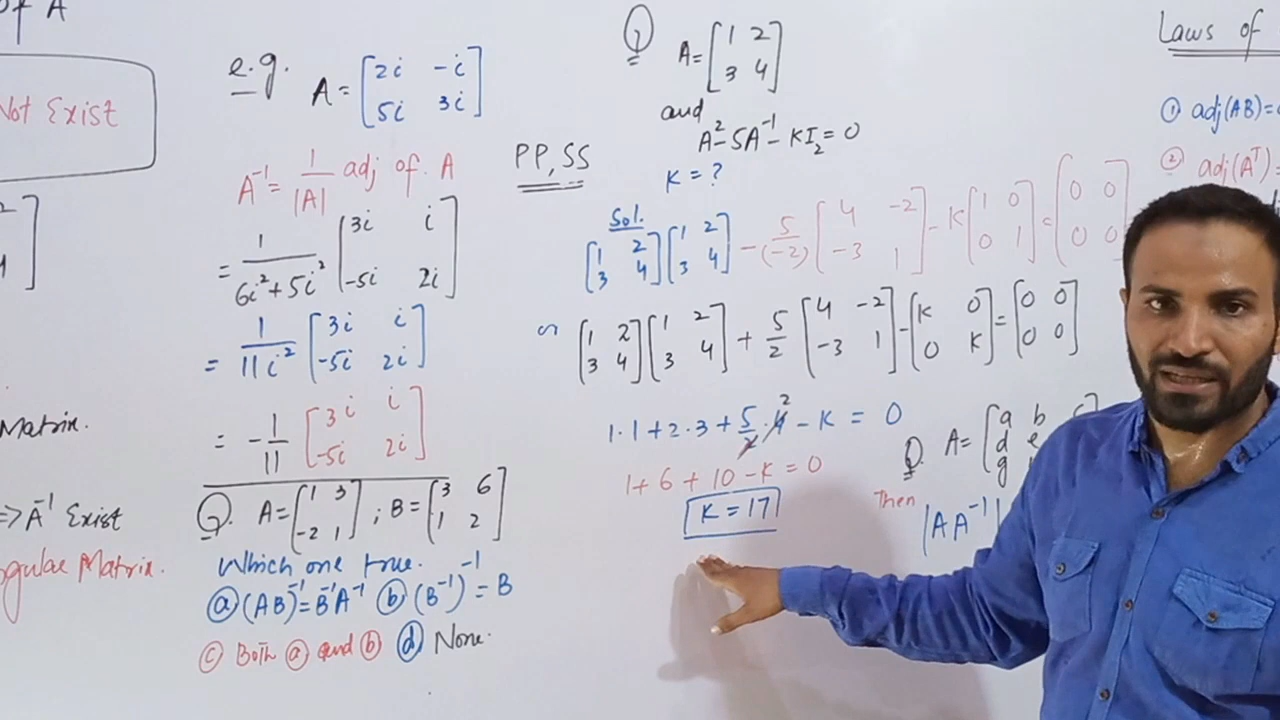 of A
Not Exist
Matrix.
=> A⁻¹ Exist
Matrix.
e.g. A = [2i -i
5i 3i]
A⁻¹ = 1/|A| adj of A
= 1/(6i²+5i²) [3i i
-5i 2i]
= 1/11i² [3i i
-5i 2i]
= -1/11 [3i i
-5i 2i]
Q. A = [1 3
-2 1] ; B = [3 6
1 2]
Which one true.
(a) (AB)⁻¹ = B⁻¹A⁻¹ (b) (B⁻¹)⁻¹ = B
(c) Both (a) and (b) (d) None.
PP, SS
Q A = [1 2
3 4]
and
A² - 5A⁻¹ - KI₂ = 0
K = ?
Sol.
[1 2
3 4] [1 2
3 4] - 5/(-2) [4 -2
-3 1] - K [1 0
0 1] = [0 0
0 0]
or [1 2
3 4] [1 2
3 4] + 5/2 [4 -2
-3 1] - [K 0
0 K] = [0 0
0 0]
1·1 + 2·3 + 5/2·4 2 - K = 0
1 + 6 + 10 - K = 0
K = 17
Q. A = [a b c
d e
g
Then
|AA⁻¹|
Laws of
① adj(AB) =
② adj(Aᵀ) =